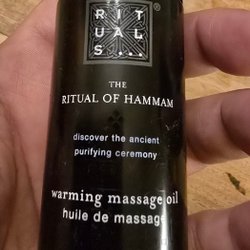 RIT
UAL
S...
®
THE
RITUAL OF HAMMAM
discover the ancient
purifying ceremony
warming massage oil
huile de massage